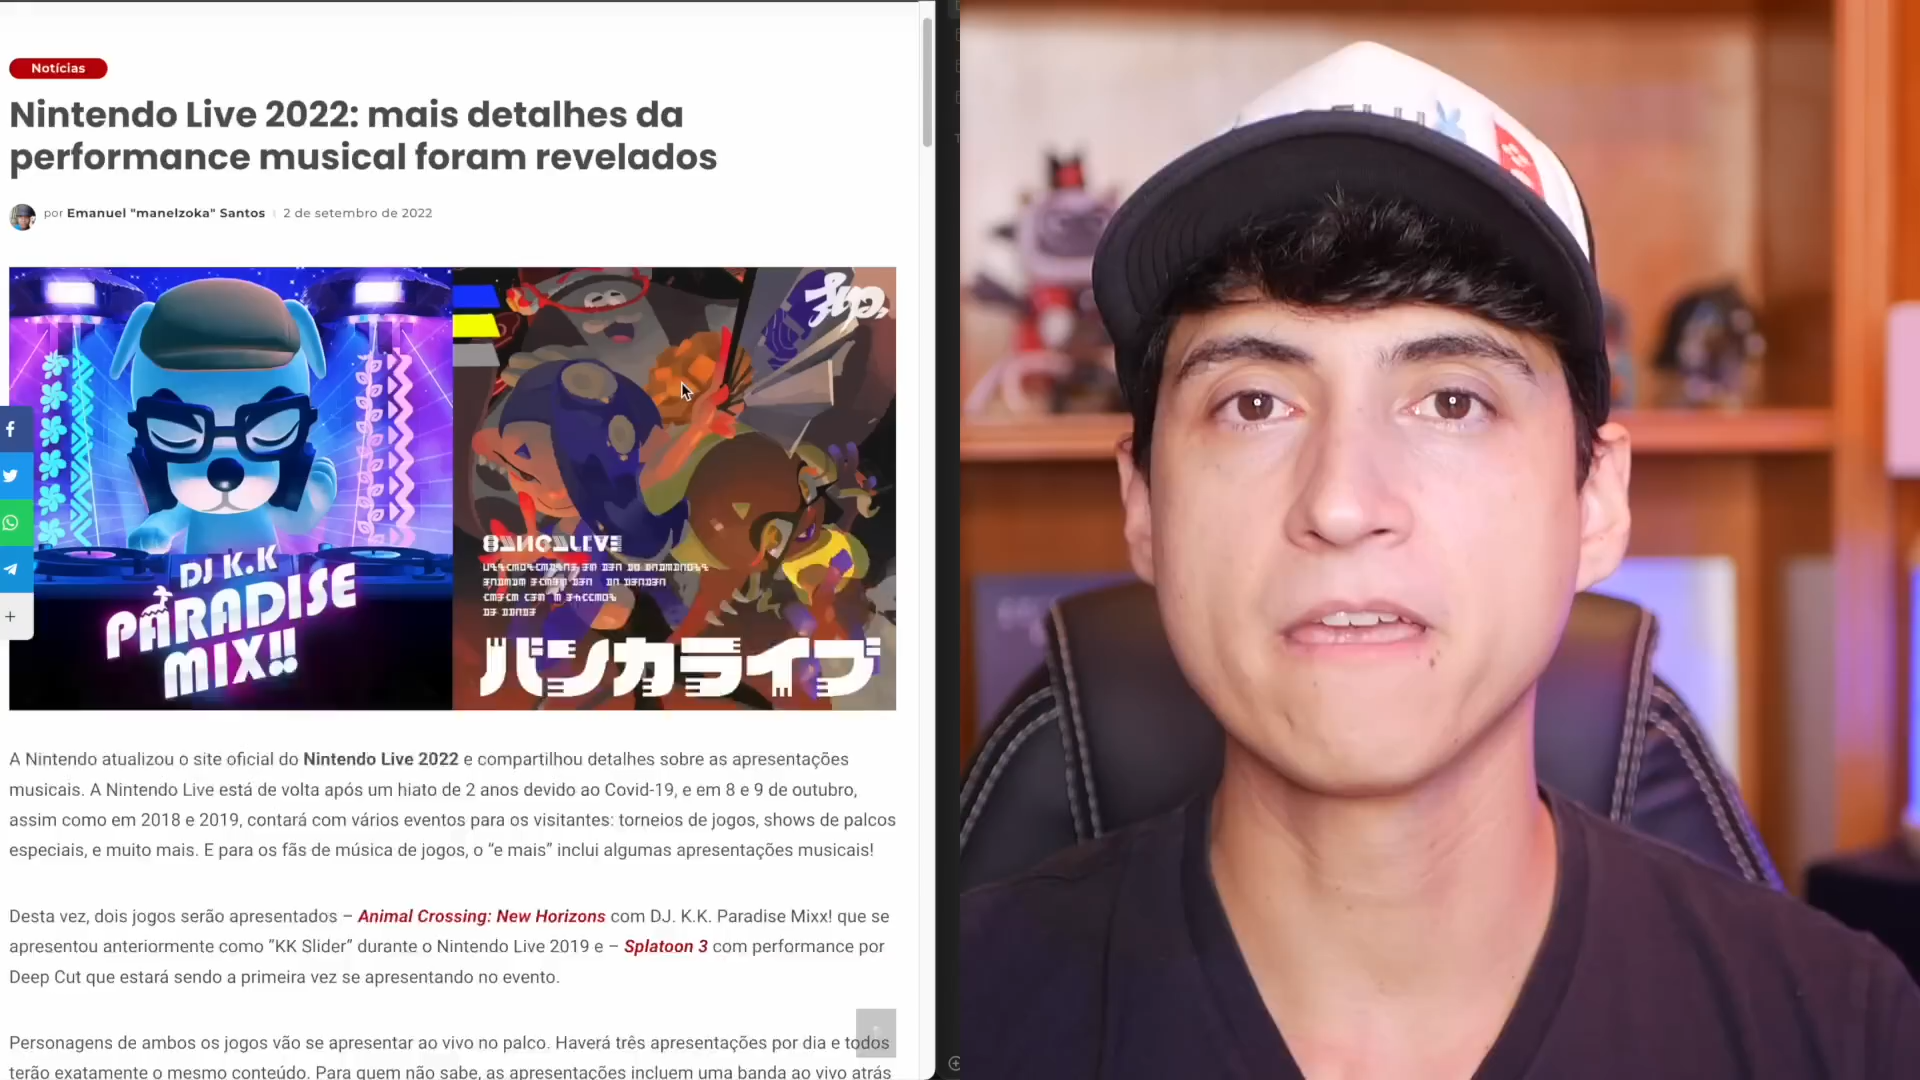 Notícias
Nintendo Live 2022: mais detalhes da
performance musical foram revelados
por Emanuel "manelzoka" Santos | 2 de setembro de 2022
DJ K.K
PARADISE
MIX!!
バンカライブ
A Nintendo atualizou o site oficial do Nintendo Live 2022 e compartilhou detalhes sobre as apresentações
musicais. A Nintendo Live está de volta após um hiato de 2 anos devido ao Covid-19, e em 8 e 9 de outubro,
assim como em 2018 e 2019, contará com vários eventos para os visitantes: torneios de jogos, shows de palcos
especiais, e muito mais. E para os fãs de música de jogos, o “e mais” inclui algumas apresentações musicais!
Desta vez, dois jogos serão apresentados – Animal Crossing: New Horizons com DJ. K.K. Paradise Mixx! que se
apresentou anteriormente como “KK Slider” durante o Nintendo Live 2019 e – Splatoon 3 com performance por
Deep Cut que estará sendo a primeira vez se apresentando no evento.
Personagens de ambos os jogos vão se apresentar ao vivo no palco. Haverá três apresentações por dia e todos
terão exatamente o mesmo conteúdo. Para quem não sabe, as apresentações incluem uma banda ao vivo atrás